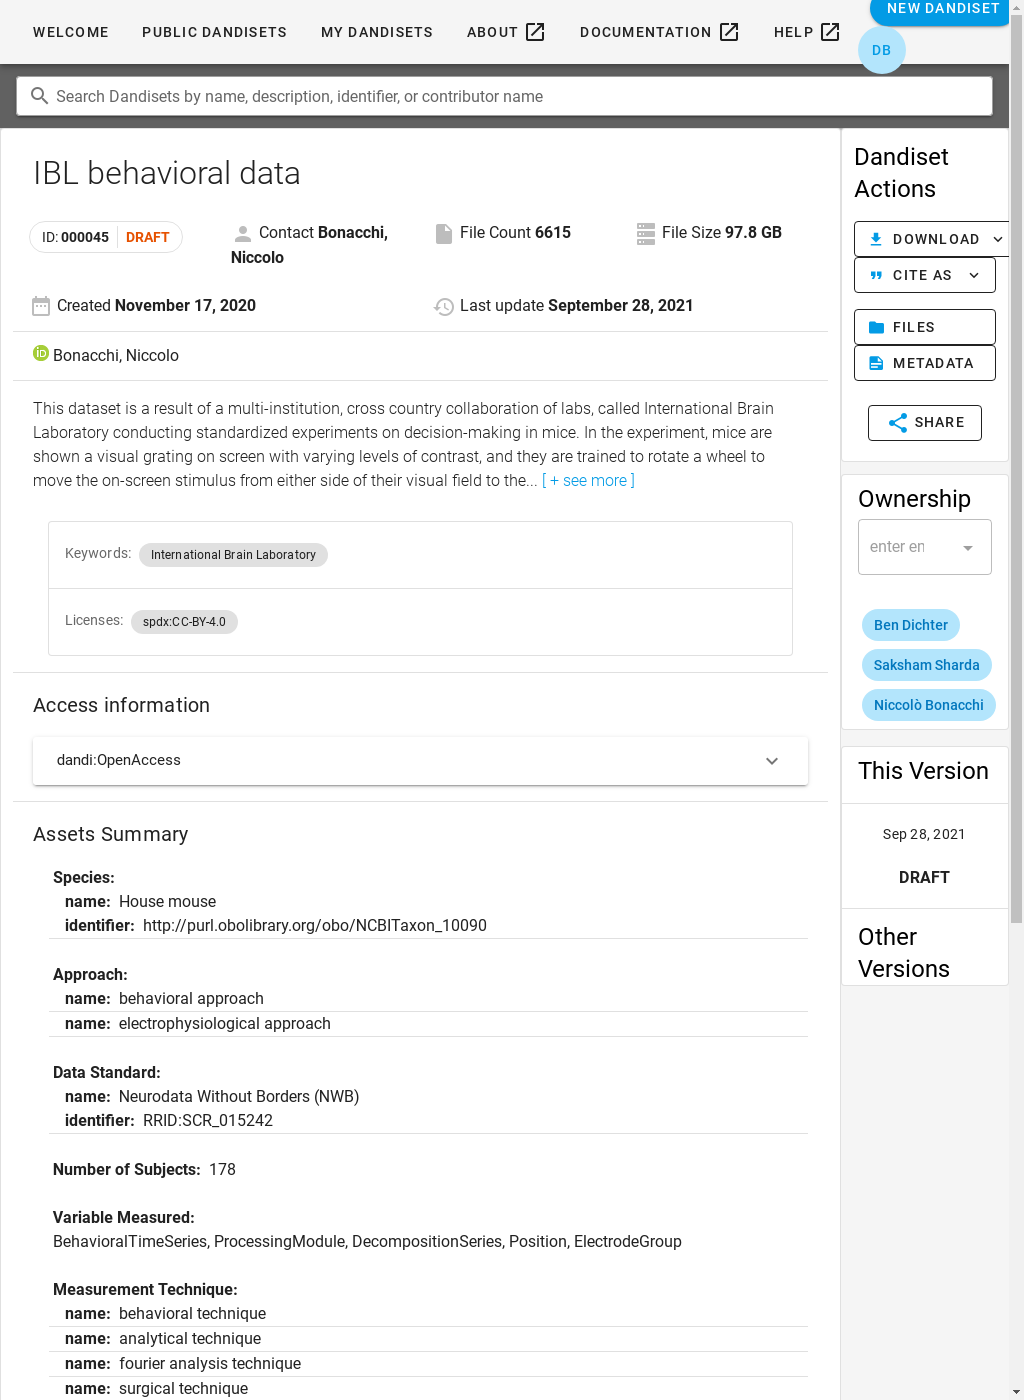 WELCOME
PUBLIC DANDISETS
MY DANDISETS
ABOUT
DOCUMENTATION
HELP
NEW DANDISET
DB
Search Dandisets by name, description, identifier, or contributor name
IBL behavioral data
ID: 000045 DRAFT
Contact Bonacchi,
Niccolo
File Count 6615
File Size 97.8 GB
Created November 17, 2020
Last update September 28, 2021
iD Bonacchi, Niccolo
This dataset is a result of a multi-institution, cross country collaboration of labs, called International Brain
Laboratory conducting standardized experiments on decision-making in mice. In the experiment, mice are
shown a visual grating on screen with varying levels of contrast, and they are trained to rotate a wheel to
move the on-screen stimulus from either side of their visual field to the... [ + see more ]
Keywords: International Brain Laboratory
Licenses: spdx:CC-BY-4.0
Access information
dandi:OpenAccess
Assets Summary
Species:
name: House mouse
identifier: http://purl.obolibrary.org/obo/NCBITaxon_10090
Approach:
name: behavioral approach
name: electrophysiological approach
Data Standard:
name: Neurodata Without Borders (NWB)
identifier: RRID:SCR_015242
Number of Subjects: 178
Variable Measured:
BehavioralTimeSeries, ProcessingModule, DecompositionSeries, Position, ElectrodeGroup
Measurement Technique:
name: behavioral technique
name: analytical technique
name: fourier analysis technique
name: surgical technique
Dandiset
Actions
DOWNLOAD
CITE AS
FILES
METADATA
SHARE
Ownership
enter em
Ben Dichter
Saksham Sharda
Niccolò Bonacchi
This Version
Sep 28, 2021
DRAFT
Other
Versions